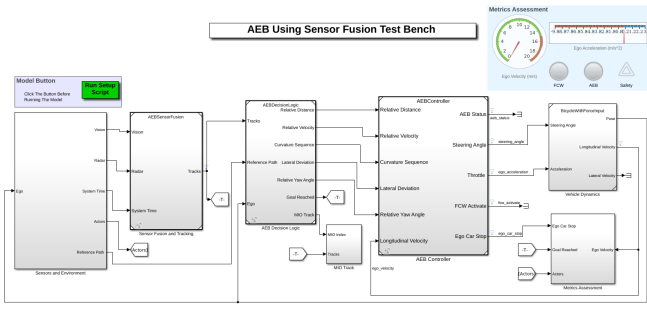 AEB Using Sensor Fusion Test Bench
Metrics Assessment
Ego Velocity (m/s)
Ego Acceleration (m/s^2)
FCW
AEB
Safety
Model Button
Click The Button Before
Running The Model
Run Setup
Script
Ego
Vision
Radar
System Time
Actors
Reference Path
Sensors and Environment
[Actors]
AEBSensorFusion
Vision
Radar
System Time
Tracks
Sensor Fusion and Tracking
-T-
AEBDecisionLogic
Tracks
Reference Path
Ego
Relative Distance
Relative Velocity
Curvature Sequence
Lateral Deviation
Relative Yaw Angle
Goal Reached
MIO Track
AEB Decision Logic
-T-
-T-
MIO Index
Tracks
MIO Track
AEBController
Relative Distance
Relative Velocity
Curvature Sequence
Lateral Deviation
Relative Yaw Angle
Longitudinal Velocity
AEB Status
Steering Angle
Throttle
FCW Activate
Ego Car Stop
AEB Controller
ego_velocity
aeb_status
steering_angle
ego_acceleration
fcw_activate
ego_car_stop
BicycleWithForceInput
Steering Angle
Acceleration
Pose
Longitudinal Velocity
Lateral Velocity
Vehicle Dynamics
-T-
[Actors]
Ego Car Stop
Goal Reached
Actors
Ego Velocity
Metrics Assessment